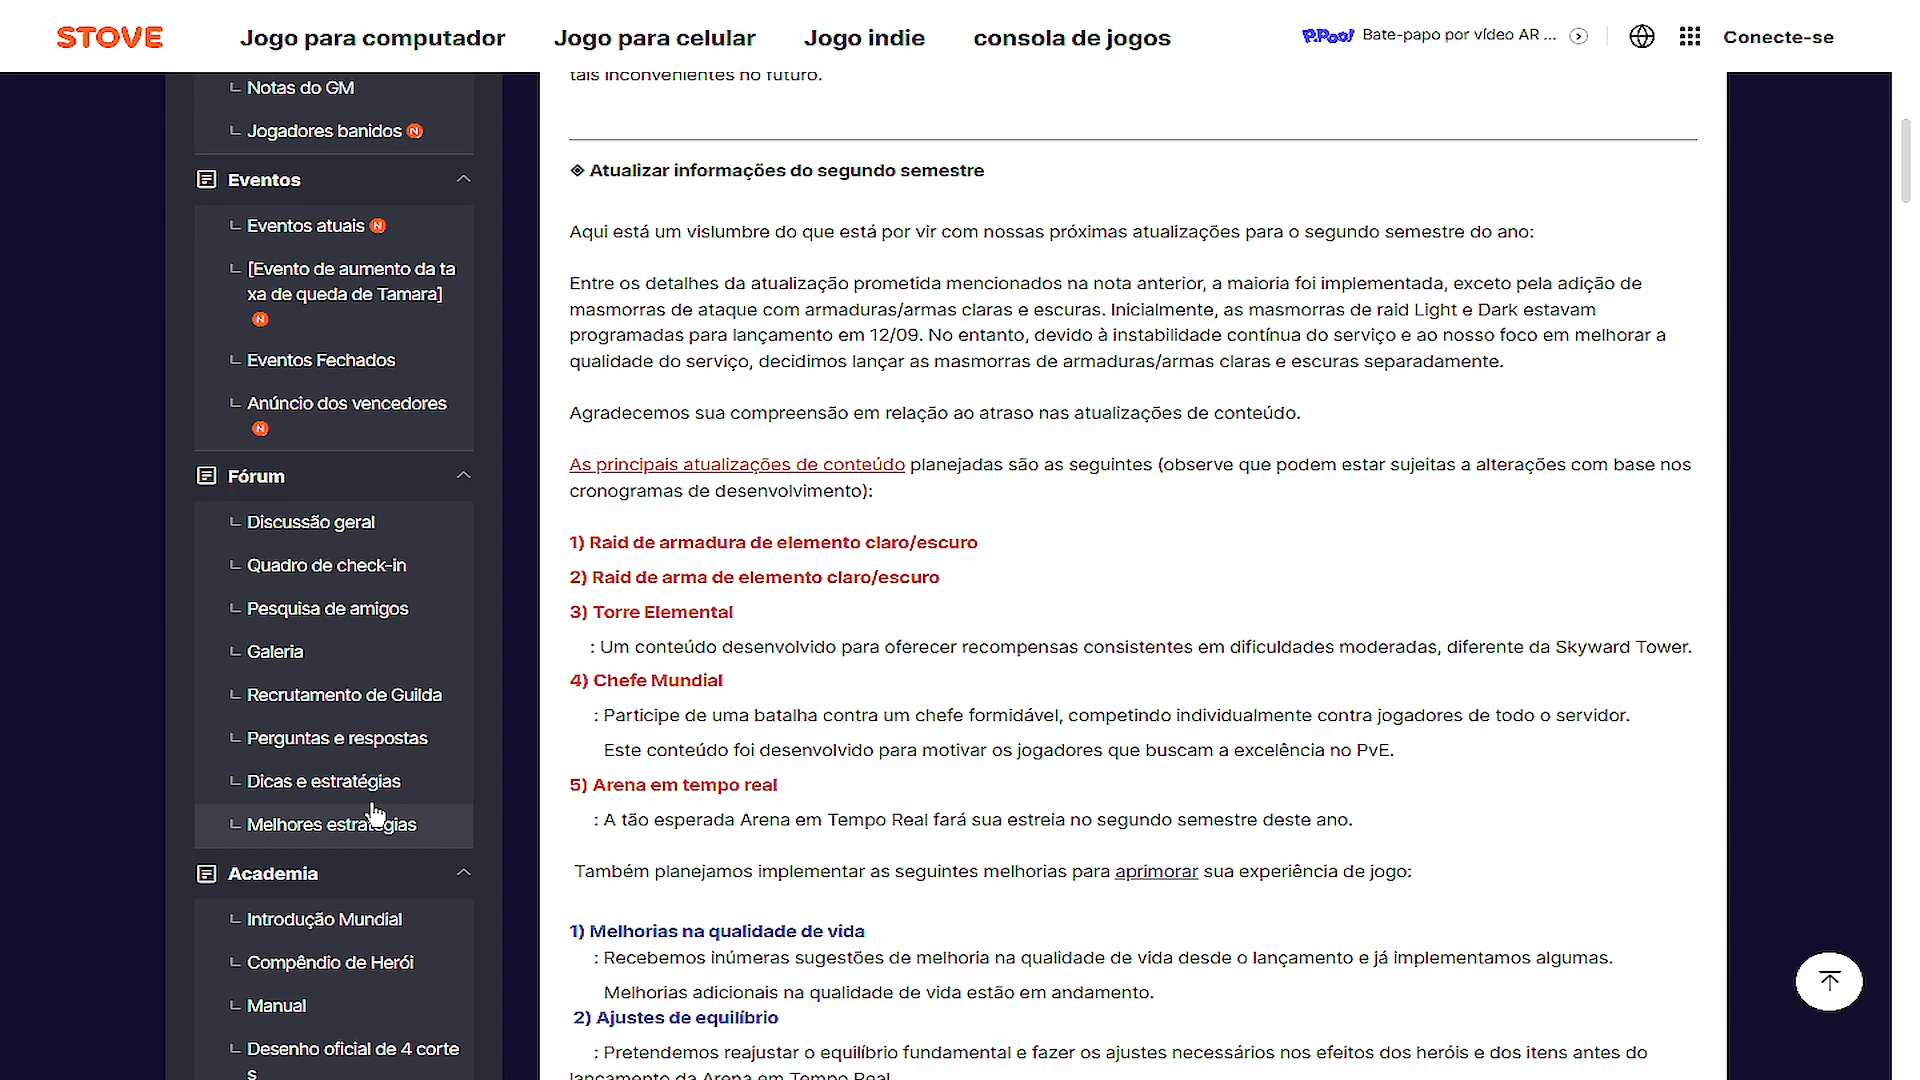 STOVE
Jogo para computador
Jogo para celular
Jogo indie
consola de jogos
P.Pool
Bate-papo por vídeo AR ...
Conecte-se
Notas do GM
Jogadores banidos N
Eventos
Eventos atuais N
[Evento de aumento da ta
xa de queda de Tamara]
N
Eventos Fechados
Anúncio dos vencedores
N
Fórum
Discussão geral
Quadro de check-in
Pesquisa de amigos
Galeria
Recrutamento de Guilda
Perguntas e respostas
Dicas e estratégias
Melhores estratégias
Academia
Introdução Mundial
Compêndio de Herói
Manual
Desenho oficial de 4 corte
s
tais inconvenientes no futuro.
◈ Atualizar informações do segundo semestre
Aqui está um vislumbre do que está por vir com nossas próximas atualizações para o segundo semestre do ano:
Entre os detalhes da atualização prometida mencionados na nota anterior, a maioria foi implementada, exceto pela adição de
masmorras de ataque com armaduras/armas claras e escuras. Inicialmente, as masmorras de raid Light e Dark estavam
programadas para lançamento em 12/09. No entanto, devido à instabilidade contínua do serviço e ao nosso foco em melhorar a
qualidade do serviço, decidimos lançar as masmorras de armaduras/armas claras e escuras separadamente.
Agradecemos sua compreensão em relação ao atraso nas atualizações de conteúdo.
As principais atualizações de conteúdo planejadas são as seguintes (observe que podem estar sujeitas a alterações com base nos
cronogramas de desenvolvimento):
1) Raid de armadura de elemento claro/escuro
2) Raid de arma de elemento claro/escuro
3) Torre Elemental
: Um conteúdo desenvolvido para oferecer recompensas consistentes em dificuldades moderadas, diferente da Skyward Tower.
4) Chefe Mundial
: Participe de uma batalha contra um chefe formidável, competindo individualmente contra jogadores de todo o servidor.
Este conteúdo foi desenvolvido para motivar os jogadores que buscam a excelência no PvE.
5) Arena em tempo real
: A tão esperada Arena em Tempo Real fará sua estreia no segundo semestre deste ano.
Também planejamos implementar as seguintes melhorias para aprimorar sua experiência de jogo:
1) Melhorias na qualidade de vida
: Recebemos inúmeras sugestões de melhoria na qualidade de vida desde o lançamento e já implementamos algumas.
Melhorias adicionais na qualidade de vida estão em andamento.
2) Ajustes de equilíbrio
: Pretendemos reajustar o equilíbrio fundamental e fazer os ajustes necessários nos efeitos dos heróis e dos itens antes do
lançamento da Arena em Tempo Real